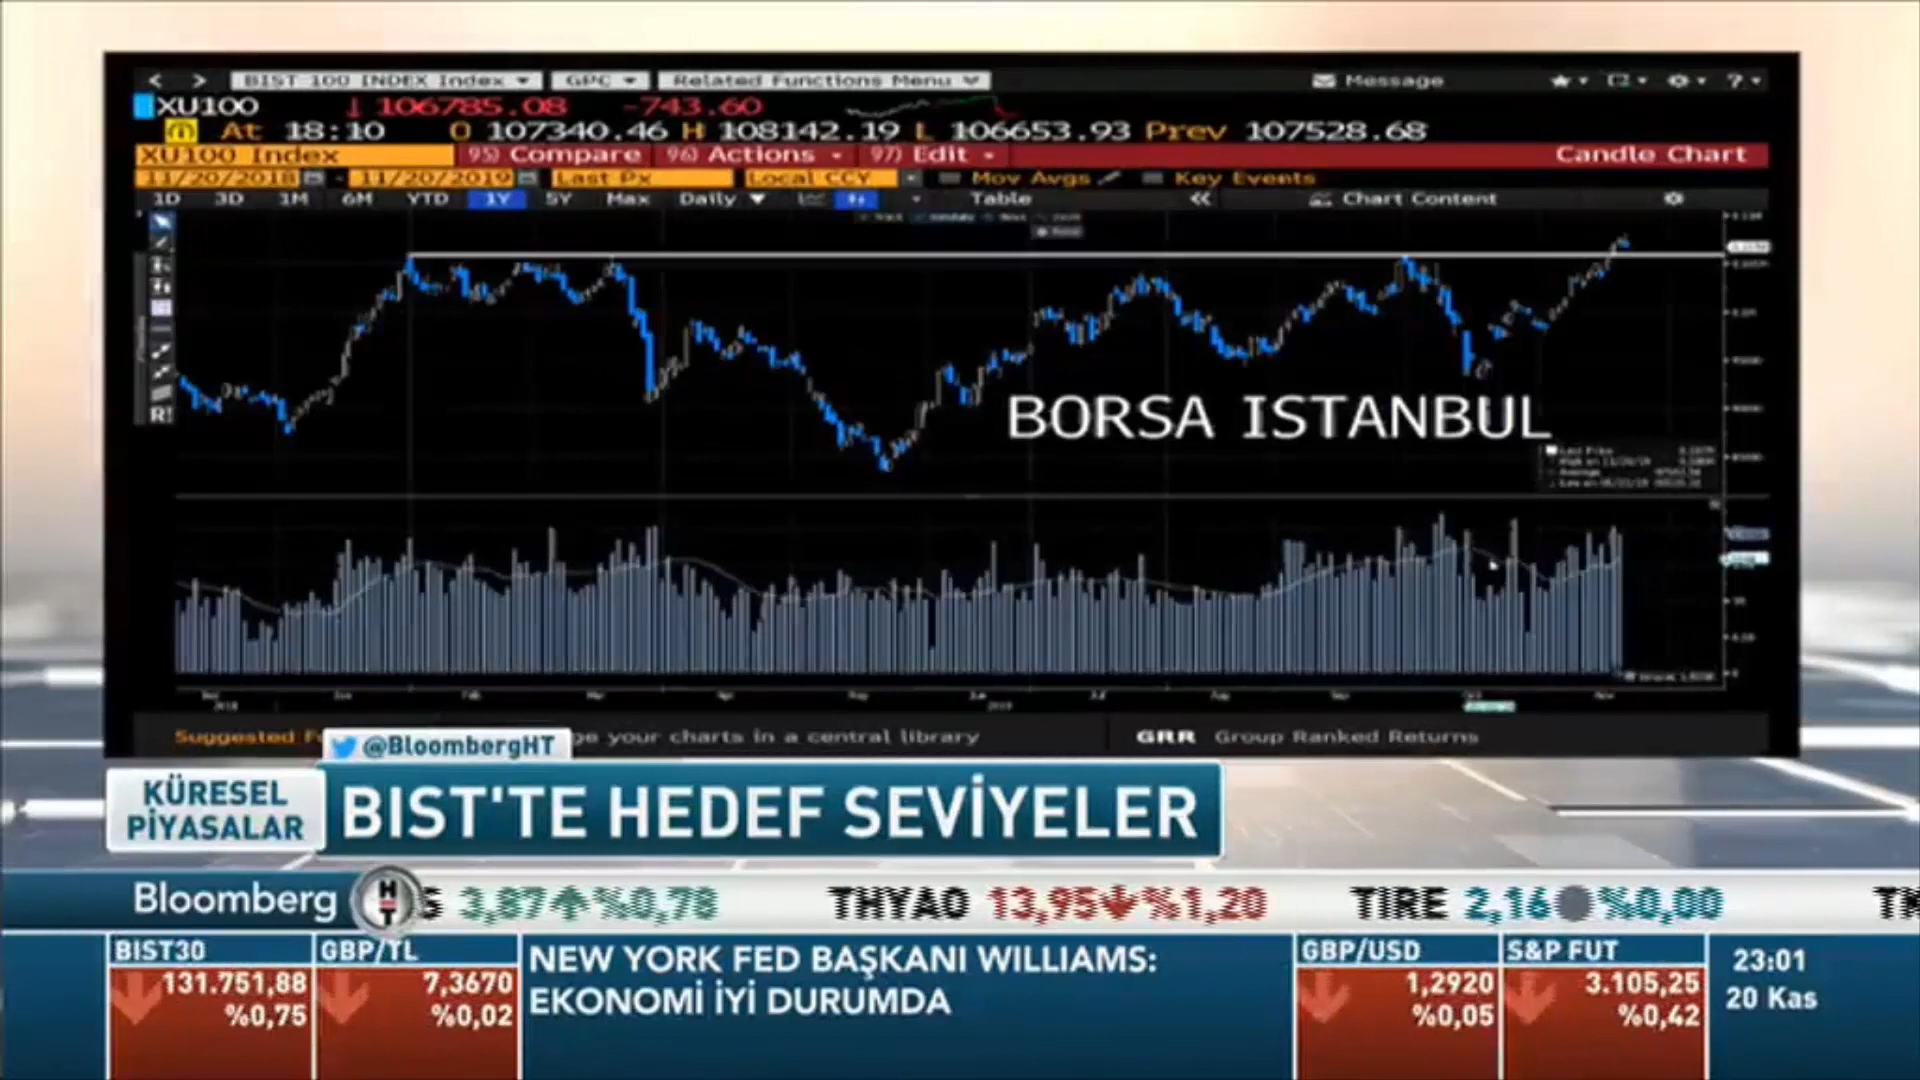 BIST 100 INDEX Index GPC Related Functions Menu Message
XU100 106785.08 -743.60
At 18:10 O 107340.46 H 108142.19 L 106653.93 Prev 107528.68
XU100 Index 95) Compare 96) Actions 97) Edit Candle Chart
11/20/2018 - 11/20/2019 Last Px Local CCY Mov Avgs Key Events
1D 3D 1M 6M YTD 1Y 5Y Max Daily Table Chart Content
R!
BORSA ISTANBUL
Suggested your charts in a central library GRR Group Ranked Returns
@BloombergHT
KÜRESEL
PİYASALAR
BIST'TE HEDEF SEVİYELER
Bloomberg HT S 3,87 %0,78 THYAO 13,95 %1,20 TIRE 2,16 %0,00
BIST30
131.751,88
%0,75
GBP/TL
7,3670
%0,02
NEW YORK FED BAŞKANI WILLIAMS:
EKONOMİ İYİ DURUMDA
GBP/USD
1,2920
%0,05
S&P FUT
3.105,25
%0,42
23:01
20 Kas